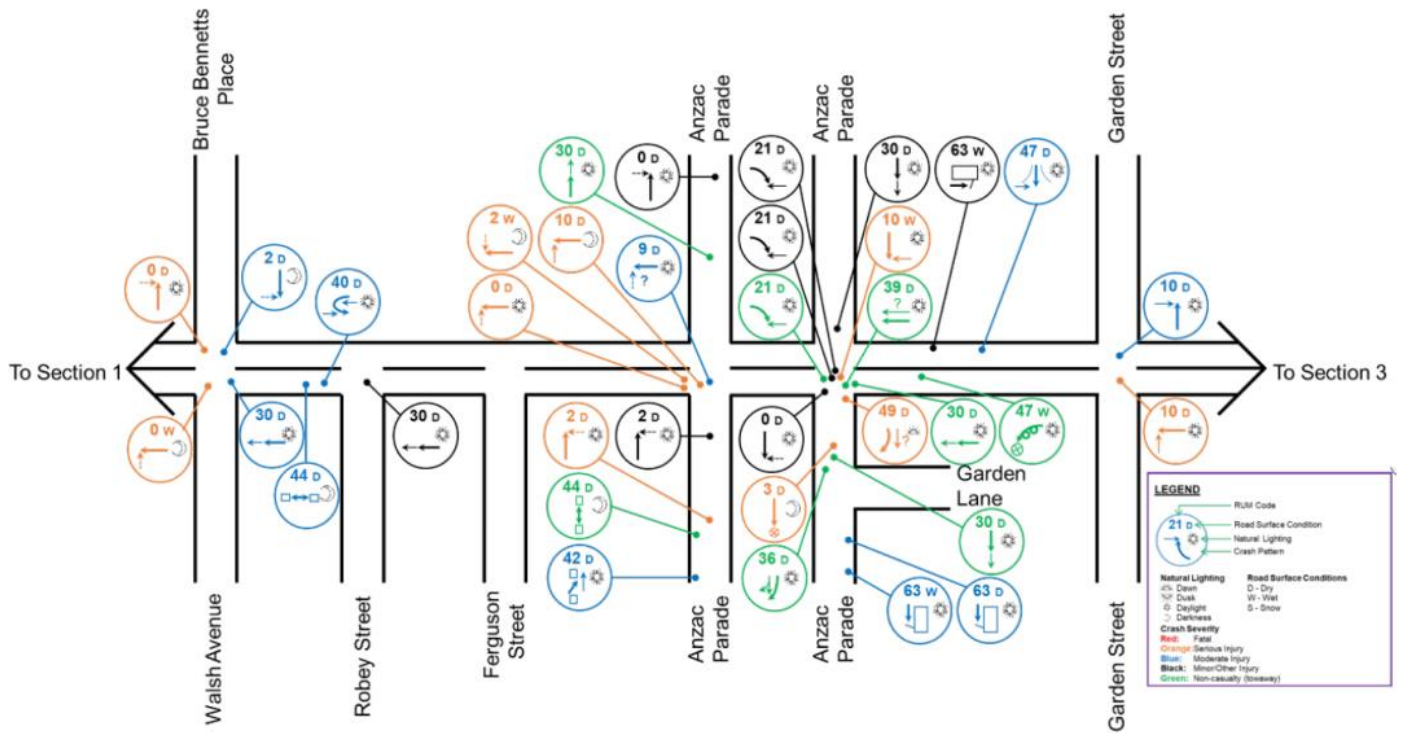 Bruce Bennetts
Place
Anzac
Parade
Anzac
Parade
Garden Street
30 D
0 D
21 D
30 D
63 W
47 D
2 W
10 D
21 D
10 W
0 D
2 D
9 D
40 D
0 D
21 D
39 D
?
?
10 D
To Section 1
To Section 3
0 W
30 D
30 D
2 D
2 D
0 D
49 D
?
30 D
47 W
10 D
44 D
44 D
3 D
Garden
Lane
30 D
42 D
36 D
63 W
63 D
Walsh Avenue
Robey Street
Ferguson
Street
Anzac
Parade
Anzac
Parade
Garden Street
LEGEND
RUM Code
21 D
Road Surface Condition
Natural Lighting
Crash Pattern
Natural Lighting
Dawn
Dusk
Daylight
Darkness
Road Surface Conditions
D - Dry
W - Wet
S - Snow
Crash Severity
Red: Fatal
Orange: Serious Injury
Blue: Moderate Injury
Black: Minor/Other Injury
Green: Non-casualty (towaway)